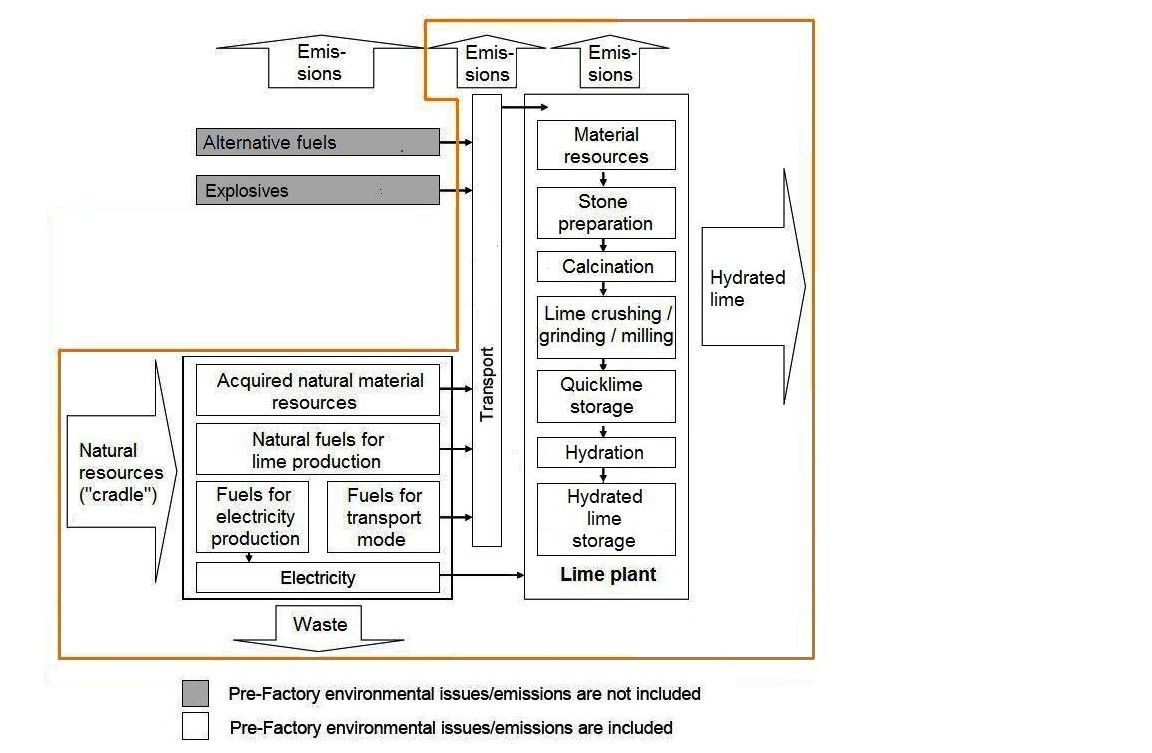 Emis-
sions
Emis-
sions
Emis-
sions
Alternative fuels
Explosives
Material
resources
Stone
preparation
Calcination
Lime crushing /
grinding / milling
Quicklime
storage
Hydration
Hydrated
lime
storage
Lime plant
Hydrated
lime
Transport
Acquired natural material
resources
Natural fuels for
lime production
Fuels for
electricity
production
Fuels for
transport
mode
Electricity
Natural
resources
("cradle")
Waste
Pre-Factory environmental issues/emissions are not included
Pre-Factory environmental issues/emissions are included